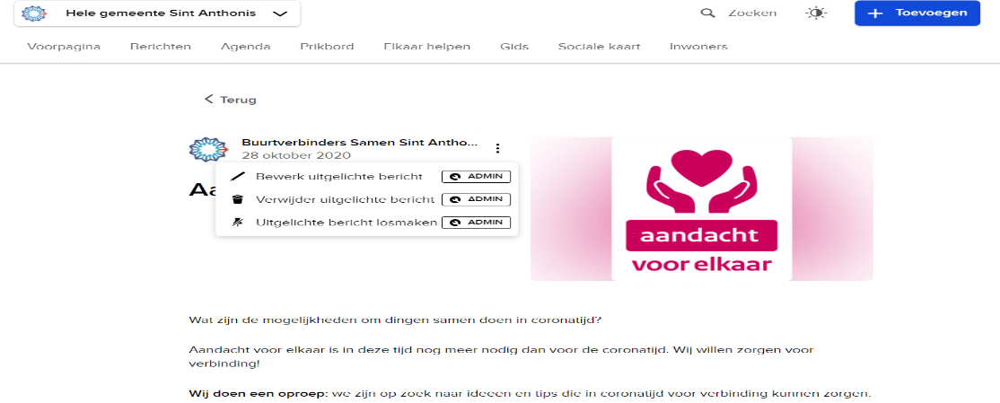 Hele gemeente Sint Anthonis
Zoeken
Toevoegen
Voorpagina Berichten Agenda Prikbord Elkaar helpen Gids Sociale kaart Inwoners
Terug
Buurtverbinders Samen Sint Antho...
28 oktober 2020
Bewerk uitgelichte bericht ADMIN
Verwijder uitgelichte bericht ADMIN
Uitgelichte bericht losmaken ADMIN
aandacht
voor elkaar
Wat zijn de mogelijkheden om dingen samen doen in coronatijd?
Aandacht voor elkaar is in deze tijd nog meer nodig dan voor de coronatijd. Wij willen zorgen voor
verbinding!
Wij doen een oproep: we zijn op zoek naar ideeën en tips die in coronatijd voor verbinding kunnen zorgen.